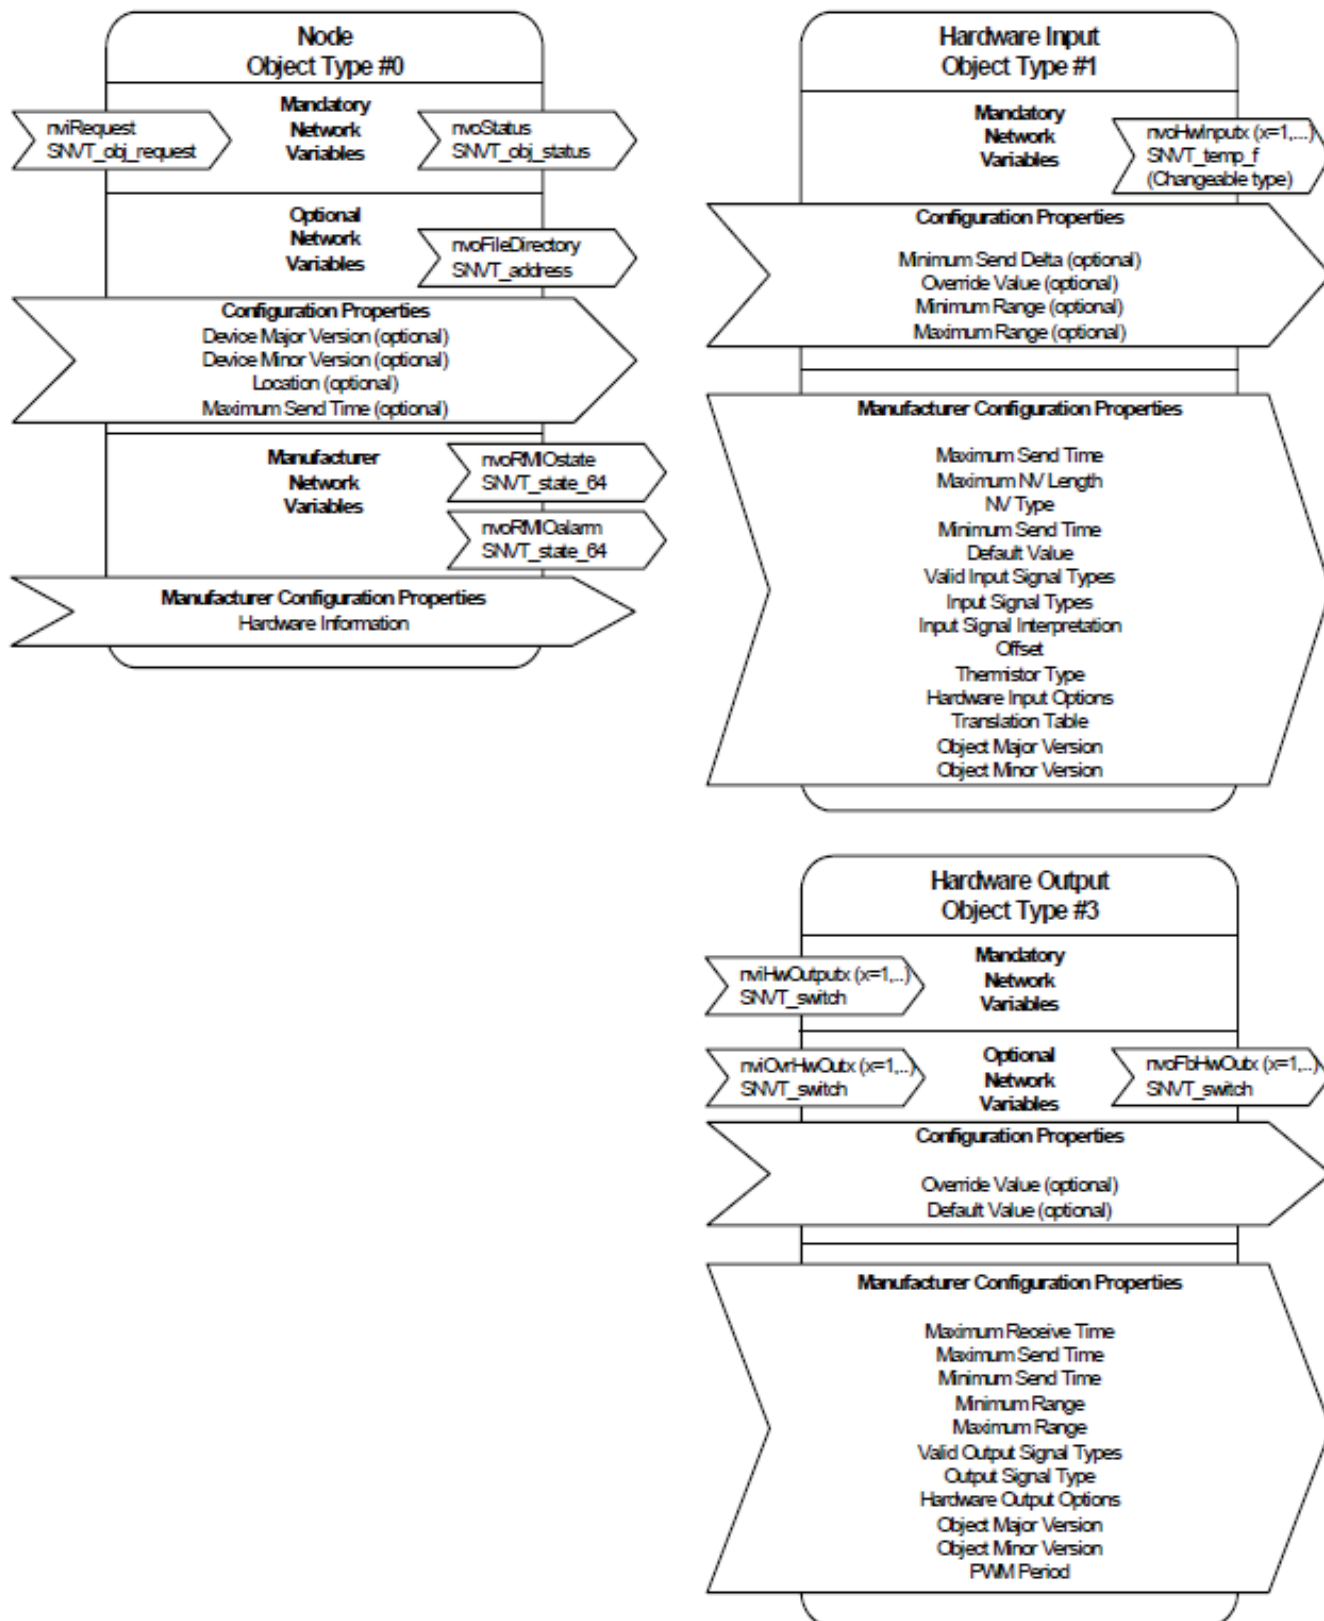 Node
Object Type #0
Mandatory
Network
Variables
nviRequest
SNVT_obj_request
nvoStatus
SNVT_obj_status
Optional
Network
Variables
nvoFileDirectory
SNVT_address
Configuration Properties
Device Major Version (optional)
Device Minor Version (optional)
Location (optional)
Maximum Send Time (optional)
Manufacturer
Network
Variables
nvoRMIOstate
SNVT_state_64
nvoRMIOalarm
SNVT_state_64
Manufacturer Configuration Properties
Hardware Information
Hardware Input
Object Type #1
Mandatory
Network
Variables
nvoHwInputx (x=1,...)
SNVT_temp_f
(Changeable type)
Configuration Properties
Minimum Send Delta (optional)
Override Value (optional)
Minimum Range (optional)
Maximum Range (optional)
Manufacturer Configuration Properties
Maximum Send Time
Maximum NV Length
NV Type
Minimum Send Time
Default Value
Valid Input Signal Types
Input Signal Types
Input Signal Interpretation
Offset
Thermistor Type
Hardware Input Options
Translation Table
Object Major Version
Object Minor Version
Hardware Output
Object Type #3
Mandatory
Network
Variables
nviHwOutputx (x=1,..)
SNVT_switch
nviOvrHwOutx (x=1,..)
SNVT_switch
Optional
Network
Variables
nvoFbHwOutx (x=1,..)
SNVT_switch
Configuration Properties
Override Value (optional)
Default Value (optional)
Manufacturer Configuration Properties
Maximum Receive Time
Maximum Send Time
Minimum Send Time
Minimum Range
Maximum Range
Valid Output Signal Types
Output Signal Type
Hardware Output Options
Object Major Version
Object Minor Version
PWM Period